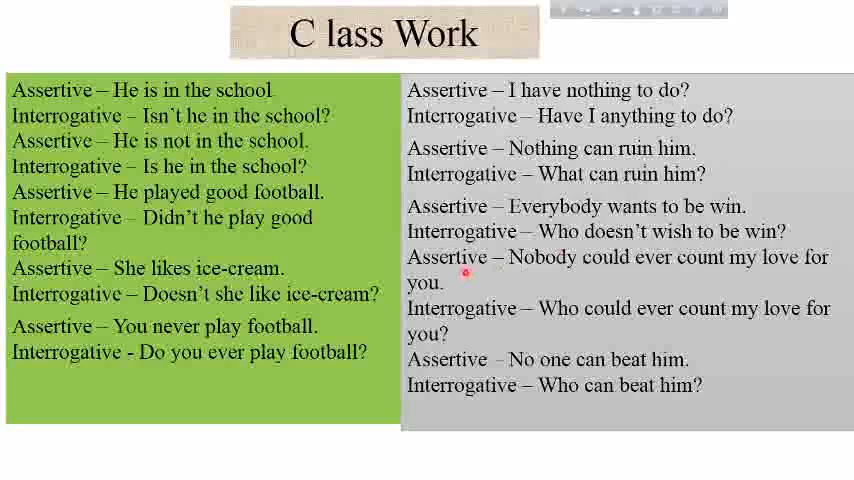 C lass Work
Assertive – He is in the school
Interrogative – Isn't he in the school?
Assertive – He is not in the school.
Interrogative – Is he in the school?
Assertive – He played good football.
Interrogative – Didn't he play good
football?
Assertive – She likes ice-cream.
Interrogative – Doesn't she like ice-cream?
Assertive – You never play football.
Interrogative - Do you ever play football?
Assertive – I have nothing to do?
Interrogative – Have I anything to do?
Assertive – Nothing can ruin him.
Interrogative – What can ruin him?
Assertive – Everybody wants to be win.
Interrogative – Who doesn't wish to be win?
Assertive – Nobody could ever count my love for
you.
Interrogative – Who could ever count my love for
you?
Assertive – No one can beat him.
Interrogative – Who can beat him?